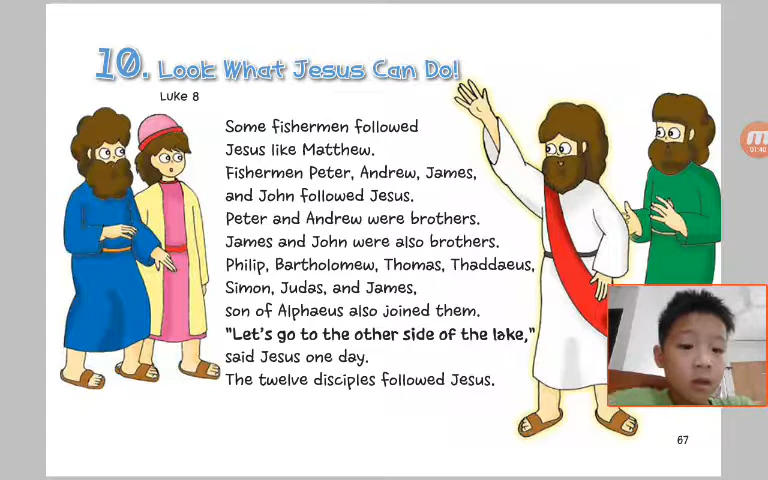 10. Look What Jesus Can Do!
Luke 8
Some fishermen followed
Jesus like Matthew.
Fishermen Peter, Andrew, James,
and John followed Jesus.
Peter and Andrew were brothers.
James and John were also brothers.
Philip, Bartholomew, Thomas, Thaddaeus,
Simon, Judas, and James,
son of Alphaeus also joined them.
"Let's go to the other side of the lake,"
said Jesus one day.
The twelve disciples followed Jesus.
67
01:40